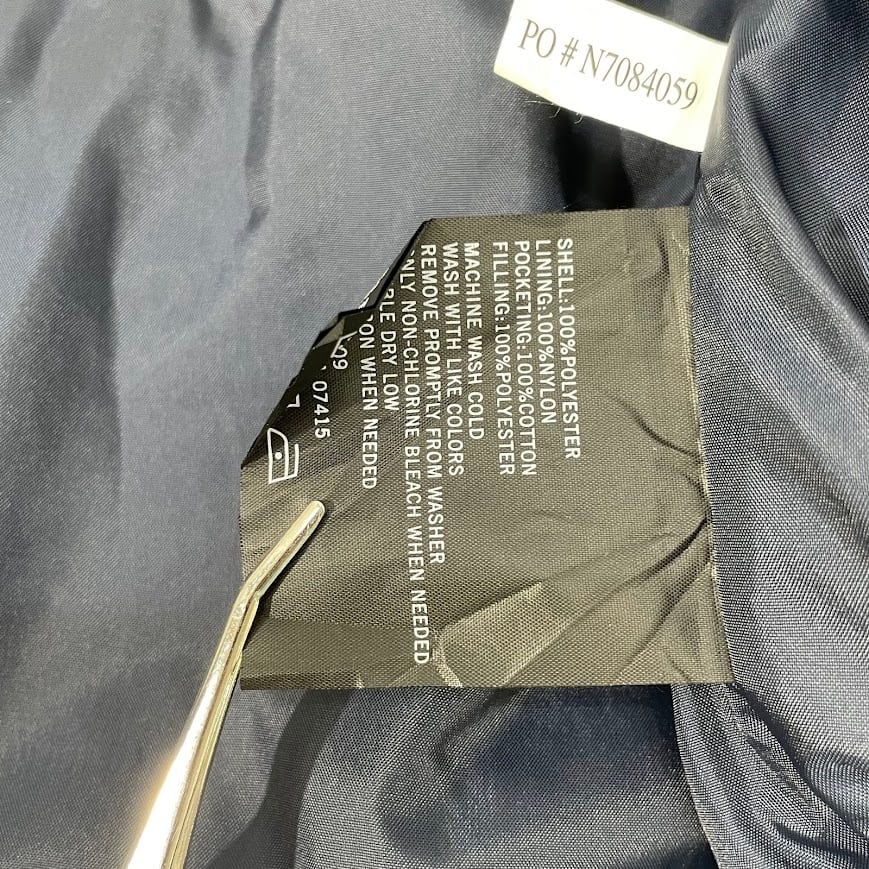 PO # N7084059
SHELL:100%POLYESTER
LINING:100%NYLON
POCKETING:100%COTTON
FILLING:100%POLYESTER
MACHINE WASH COLD
WASH WITH LIKE COLORS
REMOVE PROMPTLY FROM WASHER
ONLY NON-CHLORINE BLEACH WHEN NEEDED
DRY LOW
WHEN NEEDED
07415